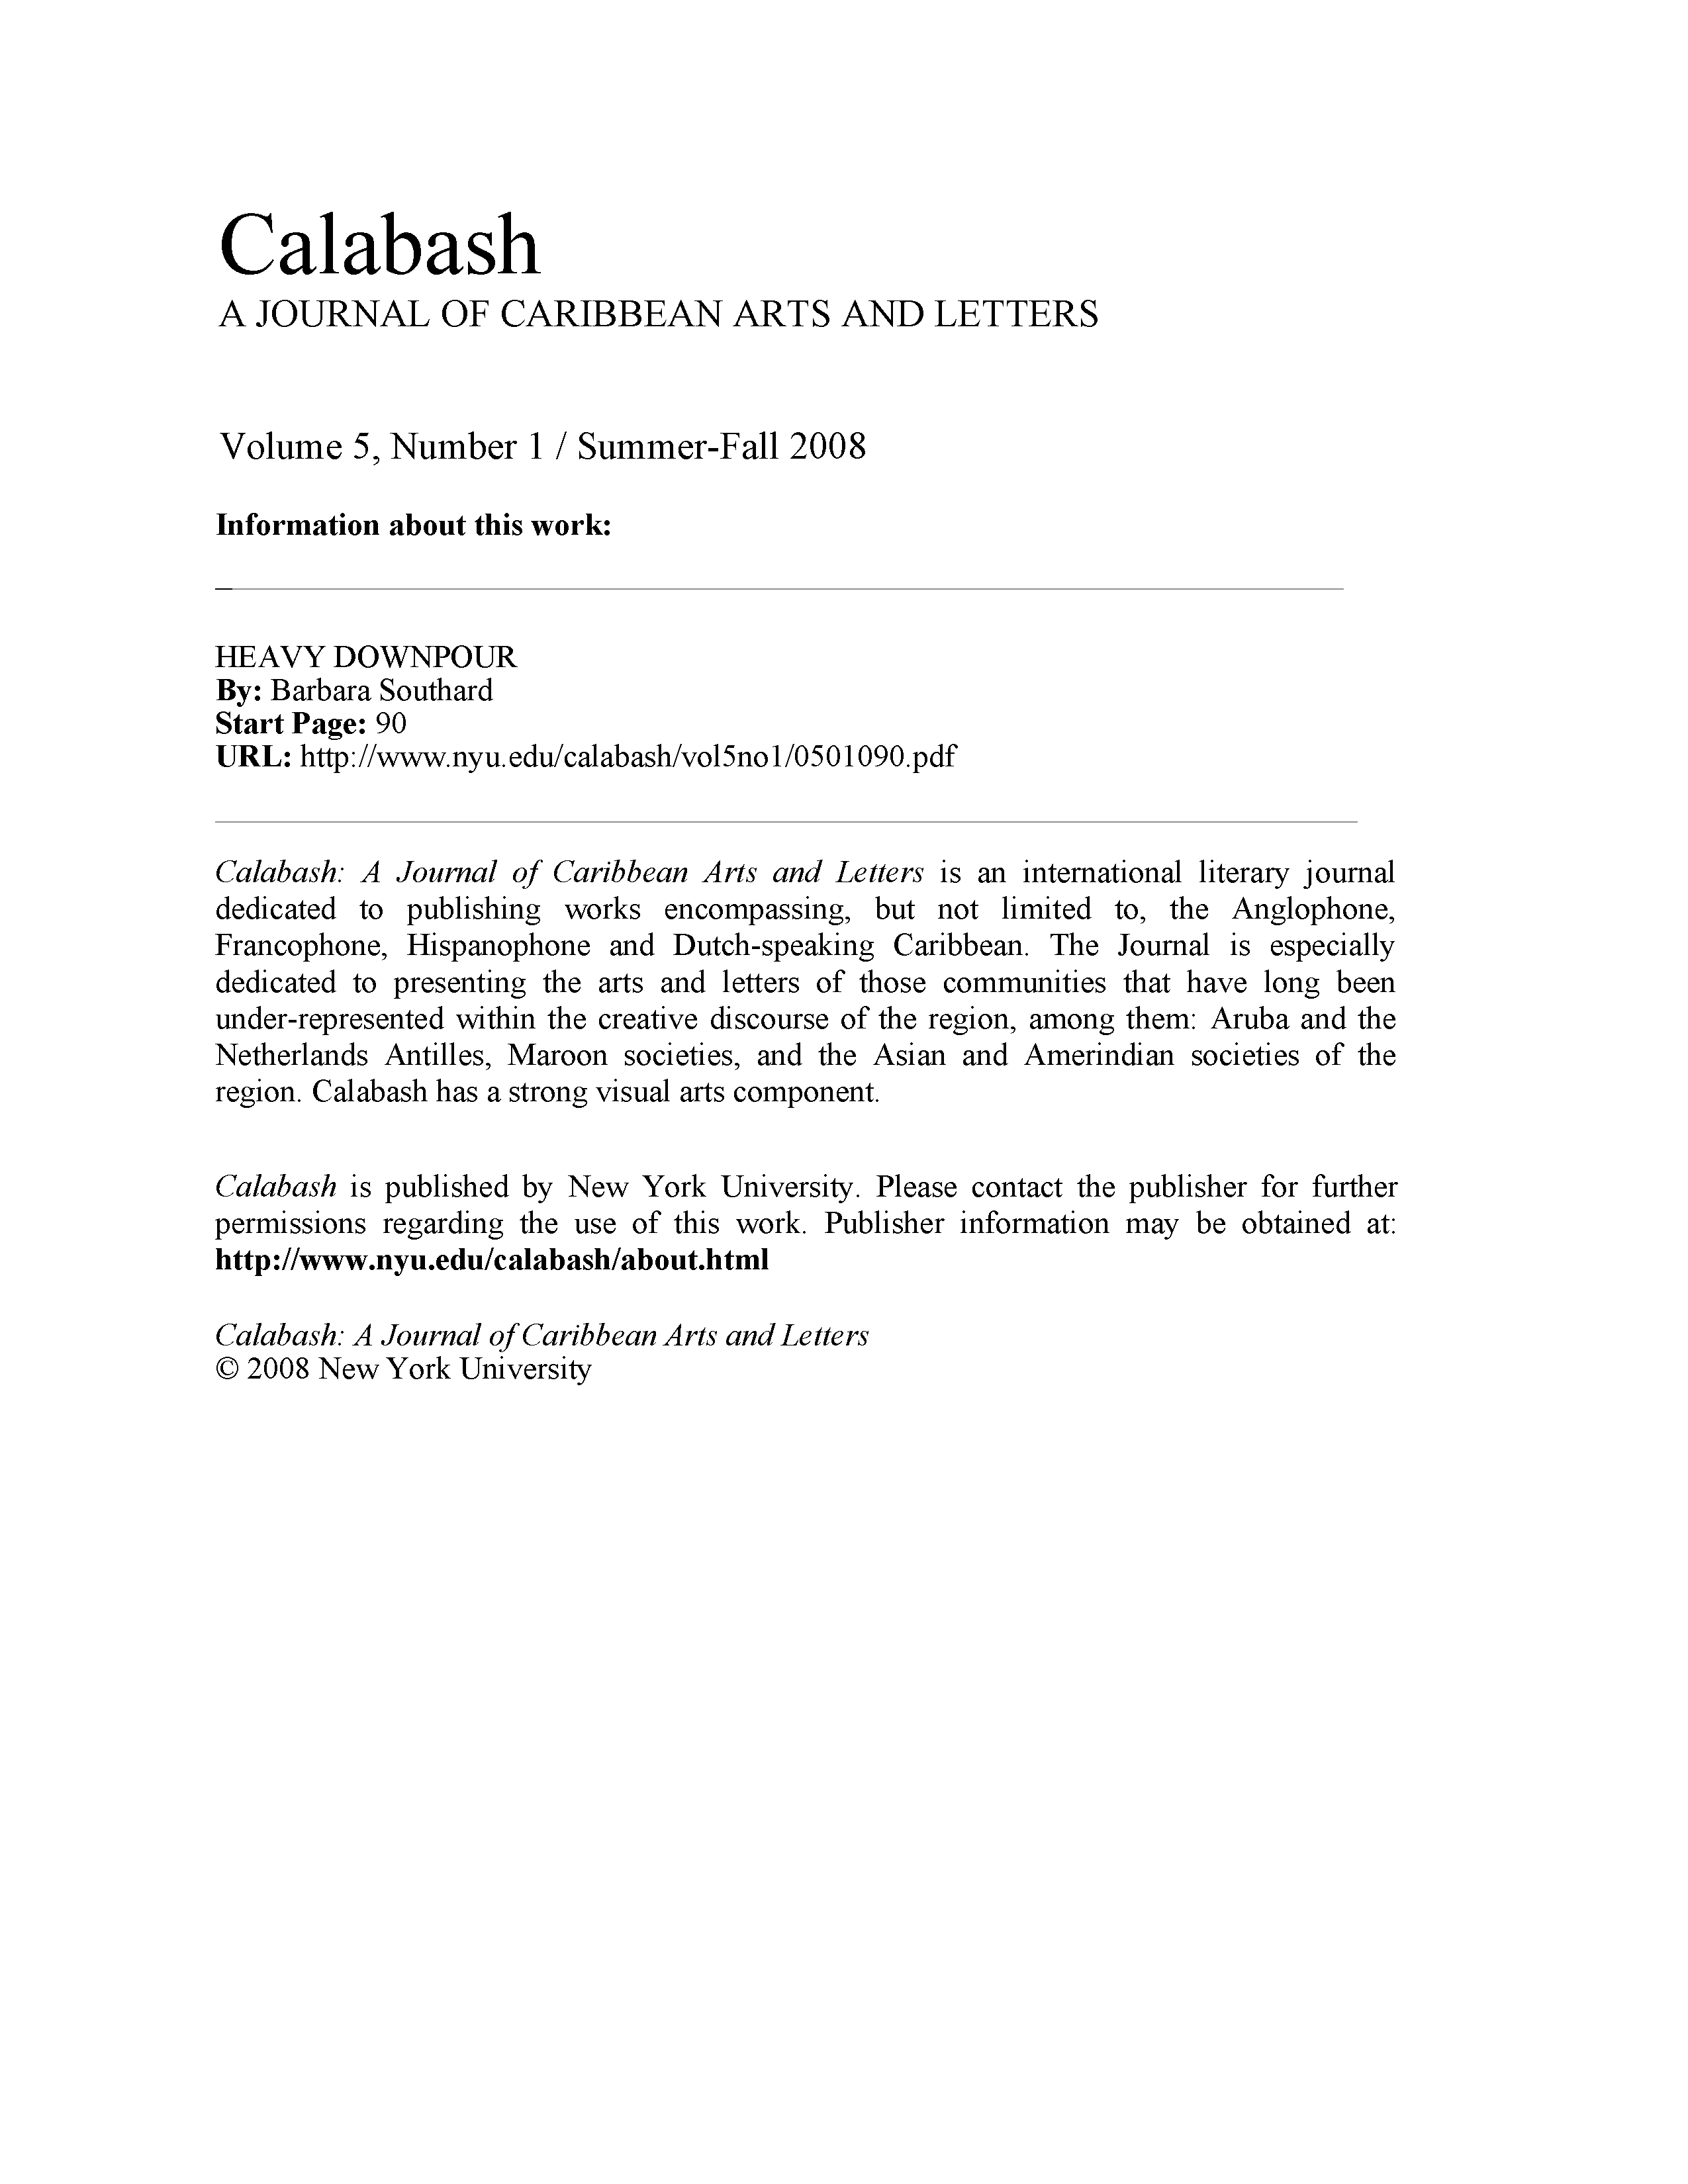 Calabash
A JOURNAL OF CARIBBEAN ARTS AND LETTERS
Volume 5, Number 1 / Summer-Fall 2008
Information about this work:
HEAVY DOWNPOUR
By: Barbara Southard
Start Page: 90
URL: http://www.nyu.edu/calabash/vol5no1/0501090.pdf
Calabash: A Journal of Caribbean Arts and Letters is an international literary journal
dedicated to publishing works encompassing, but not limited to, the Anglophone,
Francophone, Hispanophone and Dutch-speaking Caribbean. The Journal is especially
dedicated to presenting the arts and letters of those communities that have long been
under-represented within the creative discourse of the region, among them: Aruba and the
Netherlands Antilles, Maroon societies, and the Asian and Amerindian societies of the
region. Calabash has a strong visual arts component.
Calabash is published by New York University. Please contact the publisher for further
permissions regarding the use of this work. Publisher information may be obtained at:
http://www.nyu.edu/calabash/about.html
Calabash: A Journal of Caribbean Arts and Letters
© 2008 New York University